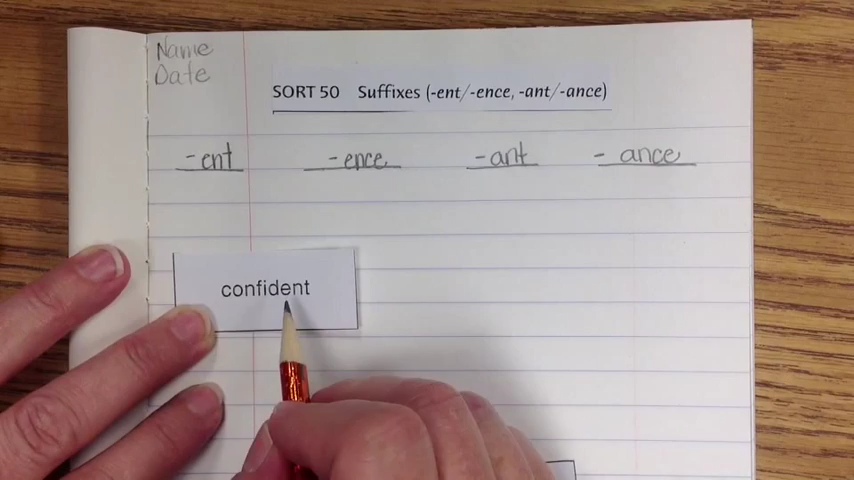 Name
Date
SORT 50 Suffixes (-ent/-ence, -ant/-ance)
-ent -ence -ant -ance
confident